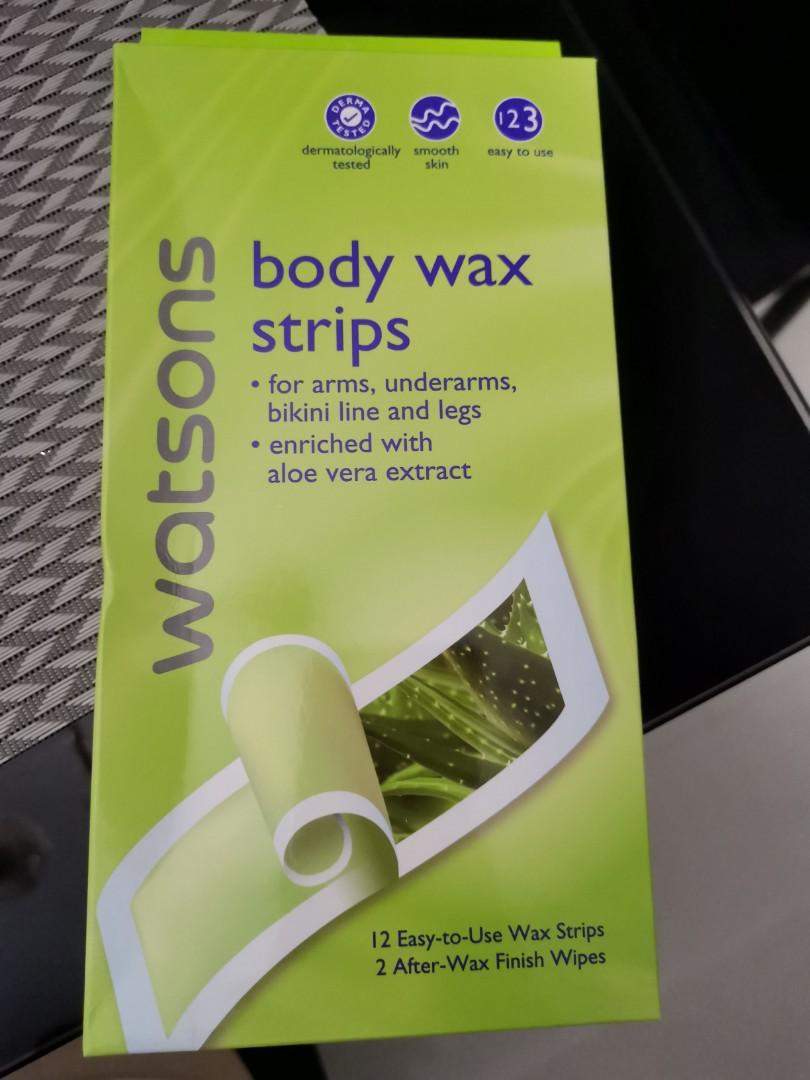 DERMA TESTED
123
dermatologically
tested
smooth
skin
easy to use
watsons
body wax
strips
• for arms, underarms,
bikini line and legs
• enriched with
aloe vera extract
12 Easy-to-Use Wax Strips
2 After-Wax Finish Wipes